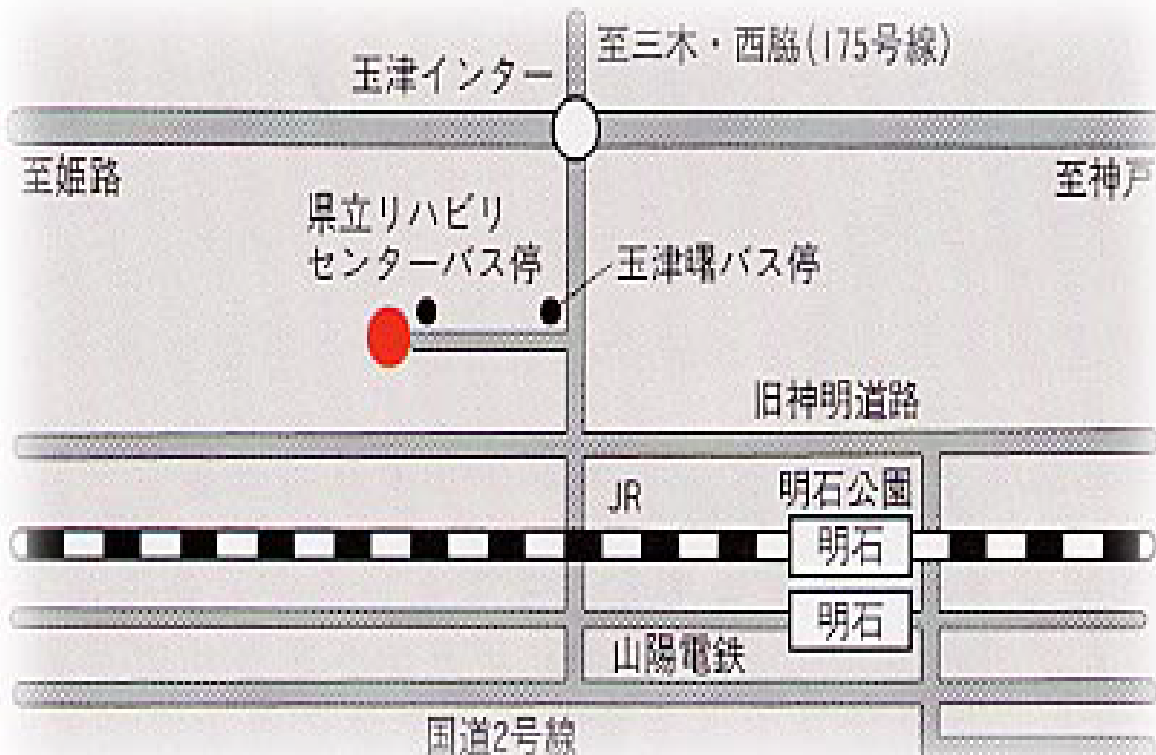 至三木・西脇(175号線)
玉津インター
至姫路
至神戸
県立リハビリ
センターバス停
玉津曙バス停
旧神明道路
JR
明石公園
明石
明石
山陽電鉄
国道2号線